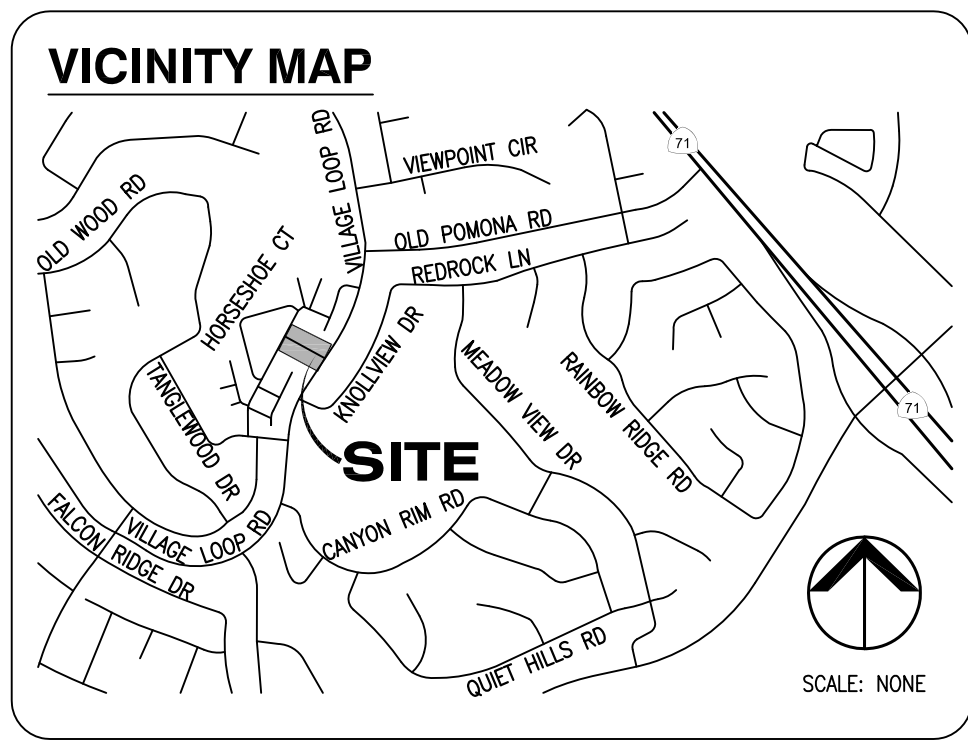 VICINITY MAP
VILLAGE LOOP RD
VIEWPOINT CIR
71
OLD WOOD RD
OLD POMONA RD
HORSESHOE CT
REDROCK LN
KNOLLVIEW DR
TANGLEWOOD DR
MEADOW VIEW DR
RAINBOW RIDGE RD
71
SITE
FALCON RIDGE DR
VILLAGE LOOP RD
CANYON RIM RD
QUIET HILLS RD
SCALE: NONE